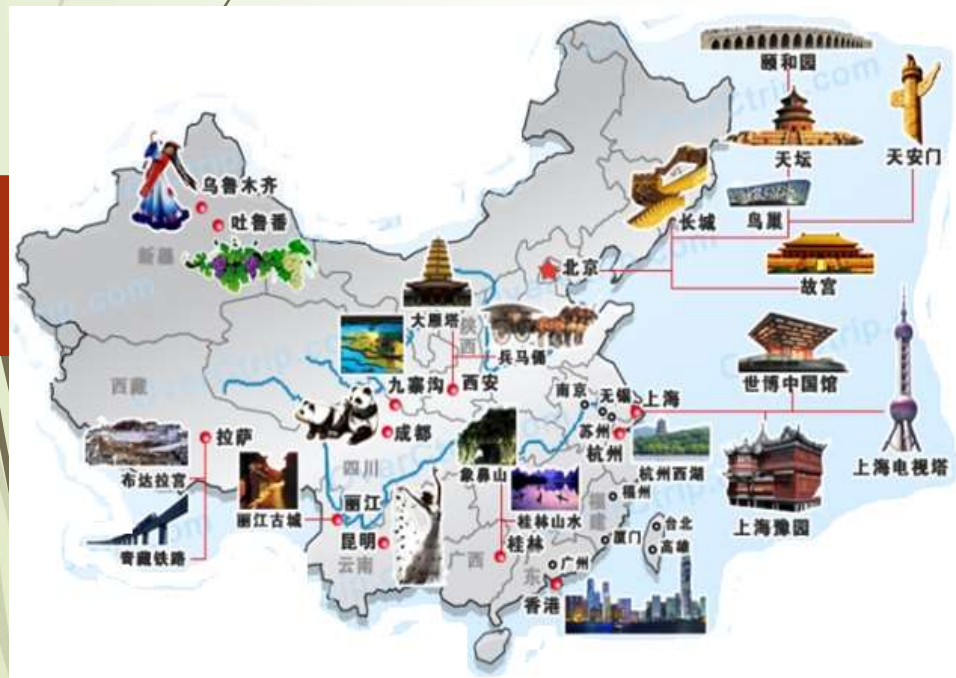 颐和园
天坛
天安门
鸟巢
长城
故宫
北京
乌鲁木齐
吐鲁番
新疆
大雁塔
陕西
兵马俑
九寨沟
西安
世博中国馆
西藏
南京
无锡
上海
苏州
杭州
拉萨
成都
布达拉宫
四川
象鼻山
杭州西湖
上海电视塔
丽江古城
丽江
桂林山水
福州
福建
上海豫园
青藏铁路
昆明
云南
广西
桂林
广州
广东
厦门
台北
高雄
香港